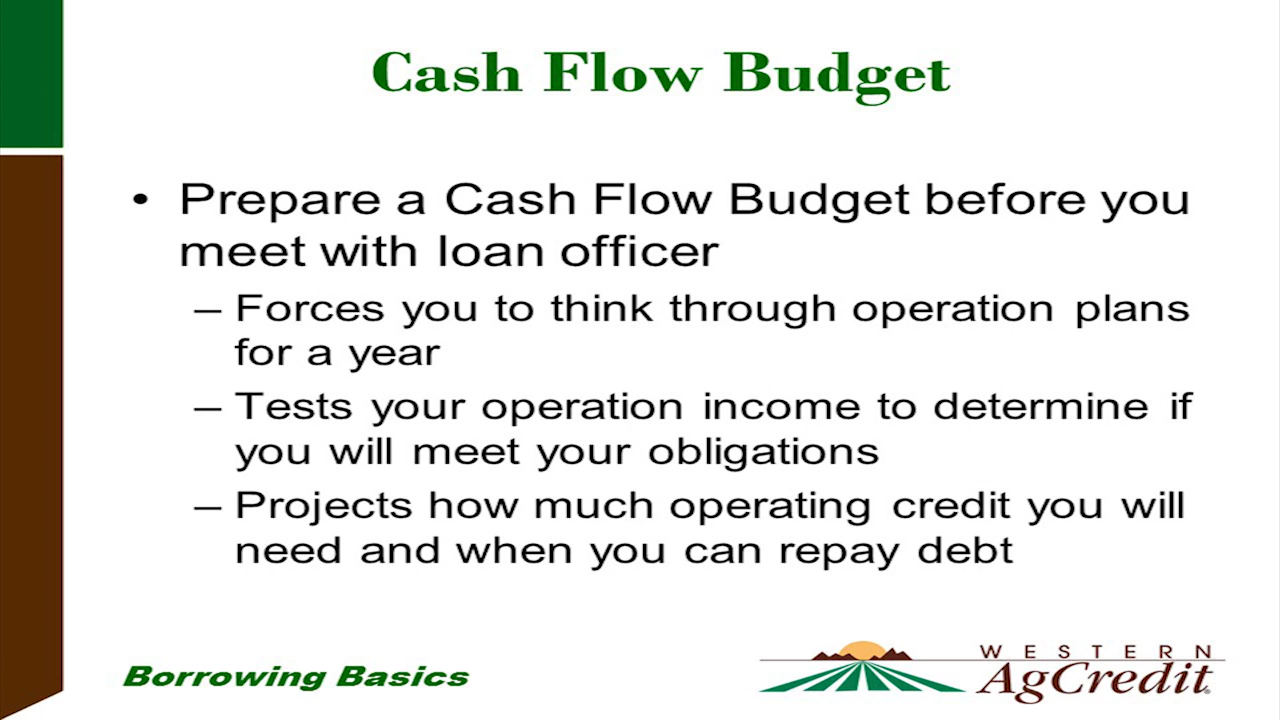 Cash Flow Budget
• Prepare a Cash Flow Budget before you
meet with loan officer
– Forces you to think through operation plans
for a year
– Tests your operation income to determine if
you will meet your obligations
– Projects how much operating credit you will
need and when you can repay debt
Borrowing Basics
WESTERN
AgCredit®